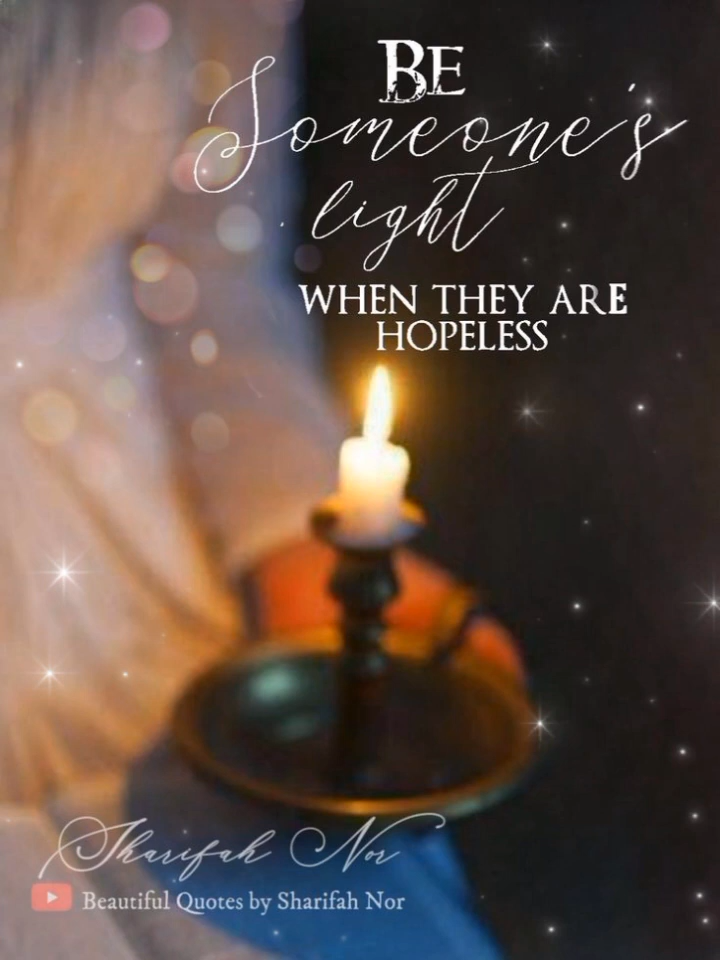 BE
Someone's
light
WHEN THEY ARE
HOPELESS
Sharifah Nor
Beautiful Quotes by Sharifah Nor